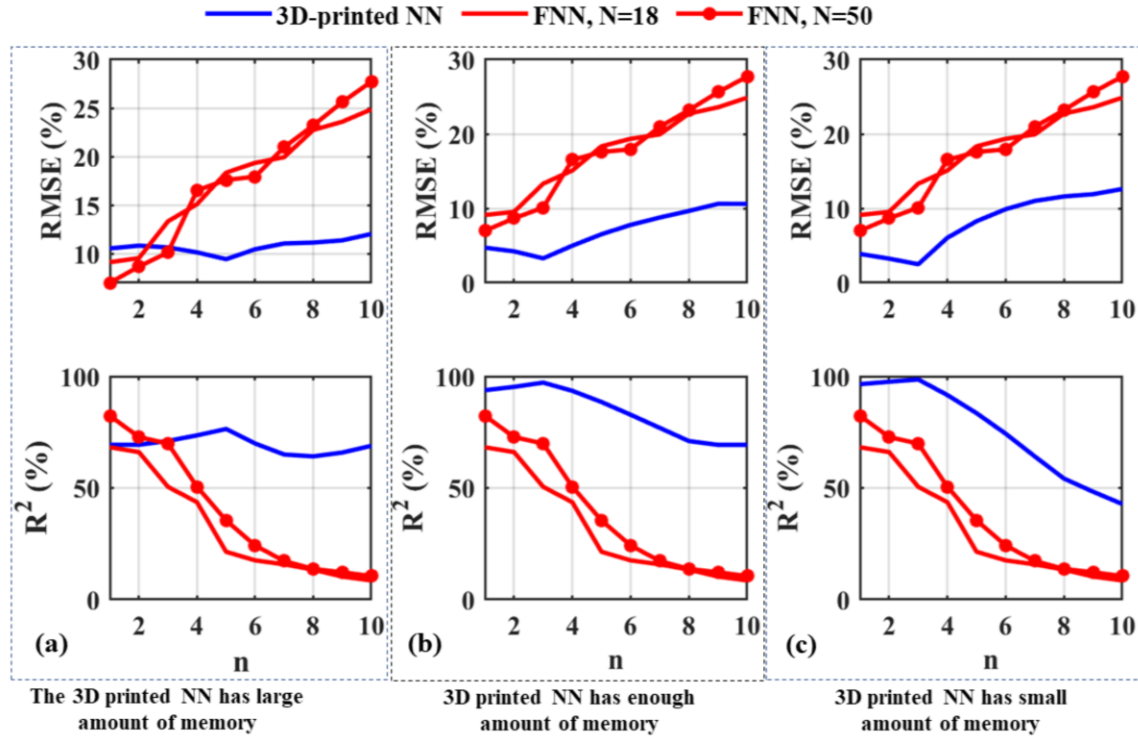 3D-printed NN FNN, N=18 FNN, N=50
30
25
20
15
10
RMSE (%)
2 4 6 8 10
30
20
10
0
RMSE (%)
2 4 6 8 10
30
20
10
0
RMSE (%)
2 4 6 8 10
100
50
0
R² (%)
2 4 6 8 10
(a)
n
100
50
0
R² (%)
2 4 6 8 10
(b)
n
100
50
0
R² (%)
2 4 6 8 10
(c)
n
The 3D printed NN has large
amount of memory
3D printed NN has enough
amount of memory
3D printed NN has small
amount of memory